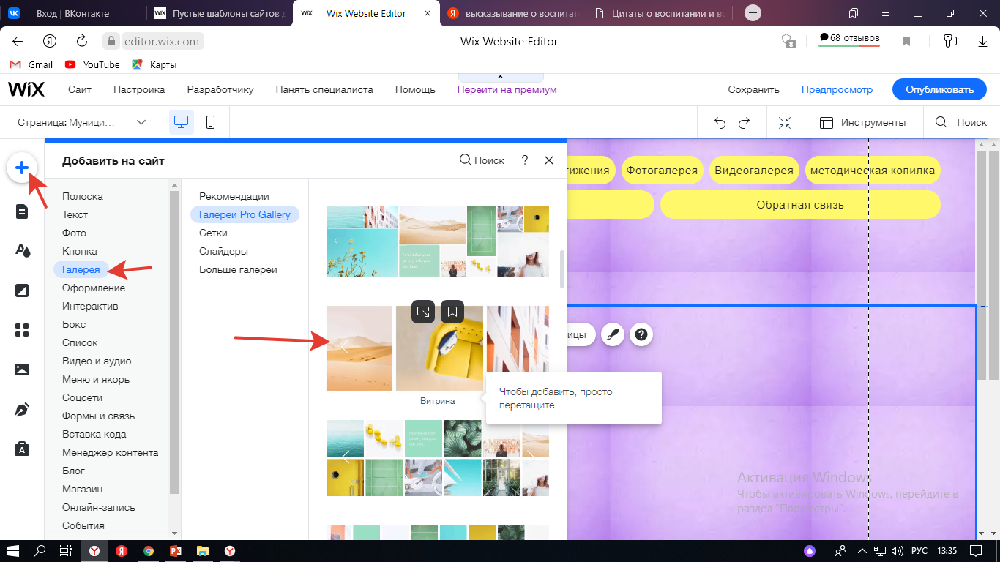 Вход | ВКонтакте
Пустые шаблоны сайтов д
Wix Website Editor
высказывание о воспитат
Цитаты о воспитании и во
editor.wix.com
Wix Website Editor
8
68 отзывов
Gmail
YouTube
Карты
WiX
Сайт
Настройка
Разработчику
Нанять специалиста
Помощь
Перейти на премиум
Сохранить
Предпросмотр
Опубликовать
Страница: Муници...
Инструменты
Поиск
Добавить на сайт
Поиск
?
Полоска
Текст
Фото
Кнопка
Галерея
Оформление
Интерактив
Бокс
Список
Видео и аудио
Меню и якорь
Соцсети
Формы и связь
Вставка кода
Менеджер контента
Блог
Магазин
Онлайн-запись
События
Рекомендации
Галереи Pro Gallery
Сетки
Слайдеры
Больше галерей
Витрина
Чтобы добавить, просто
перетащите.
тижения
Фотогалерея
Видеогалерея
методическая копилка
Обратная связь
ицы
Активация Windows
Чтобы активировать Windows, перейдите в
раздел "Параметры".
РУС
13:35